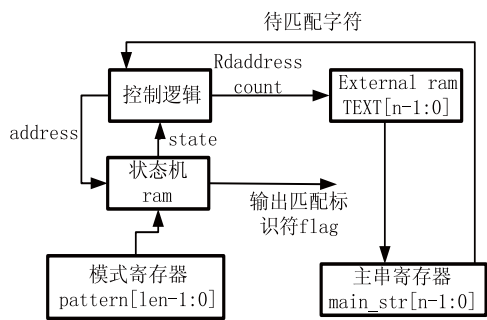 待匹配字符
Rdaddress
count
控制逻辑
External ram
TEXT[n-1:0]
address
state
状态机
ram
输出匹配标
识符flag
模式寄存器
pattern[len-1:0]
主串寄存器
main_str[n-1:0]